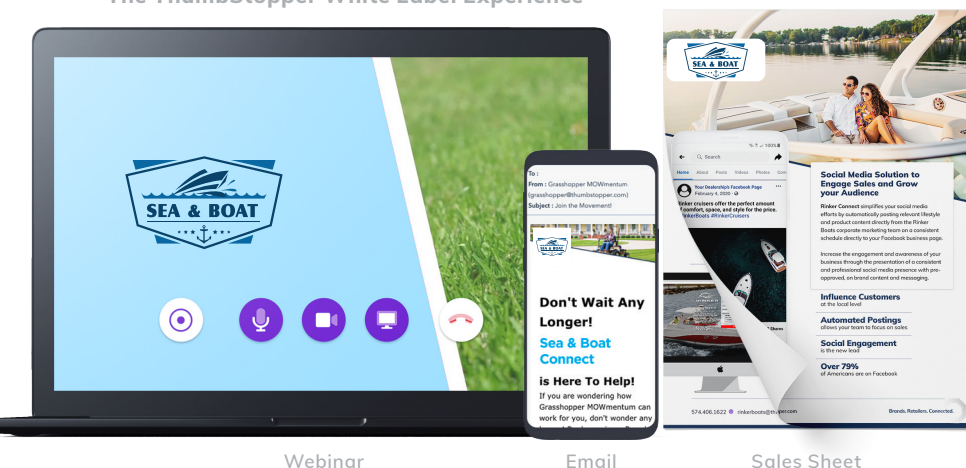 The ThumbStopper White Label Experience
SEA & BOAT
To :
From : Grasshopper MOWmentum
(grasshopper@thumbstopper.com)
Subject : Join the Movement!
SEA & BOAT
Don't Wait Any
Longer!
Sea & Boat
Connect
is Here To Help!
If you are wondering how
Grasshopper MOWmentum can
work for you, don't wonder any
SEA & BOAT
100%
Search
Home About Posts Videos Photos Com
Your Dealership's Facebook Page
February 4, 2020
Rinker cruisers offer the perfect amount
of comfort, space, and style for the price.
#RinkerBoats #RinkerCruisers
Shares
Social Media Solution to
Engage Sales and Grow
your Audience
Rinker Connect simplifies your social media
efforts by automatically posting relevant lifestyle
and product content directly from the Rinker
Boats corporate marketing team on a consistent
schedule directly to your Facebook business page.
Increase the engagement and awareness of your
business through the presentation of a consistent
and professional social media presence with pre-
approved, on brand content and messaging.
Influence Customers
at the local level
Automated Postings
allows your team to focus on sales
Social Engagement
is the new lead
Over 79%
of Americans are on Facebook
574.406.1622 rinkerboats@th
per.com
Brands. Retailers. Connected.
Webinar
Email
Sales Sheet